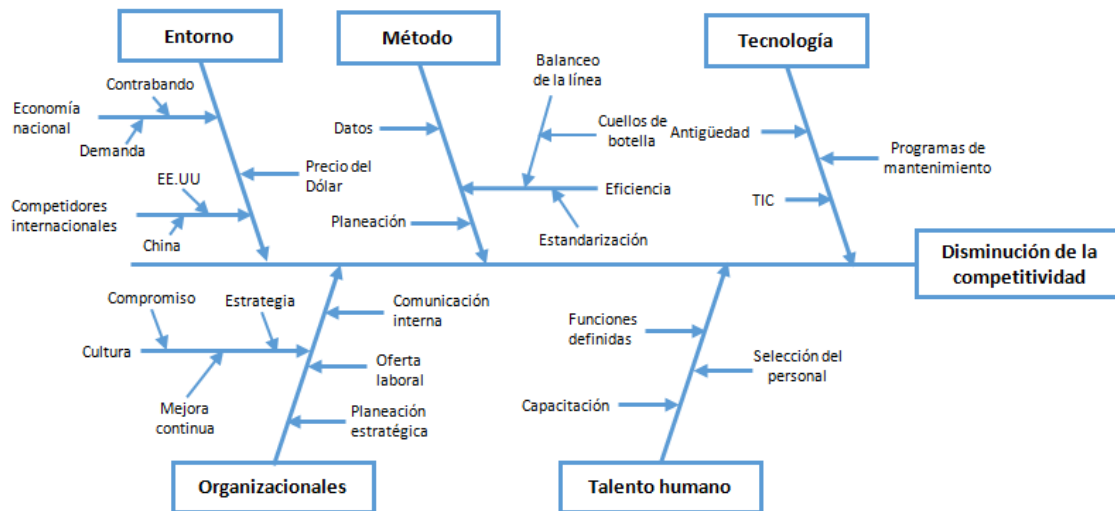 Entorno
Método
Tecnología
Contrabando
Economía
nacional
Demanda
EE.UU
Precio del
Dólar
Competidores
internacionales
China
Datos
Balanceo
de la línea
Cuellos de
botella
Eficiencia
Planeación
Estandarización
Antigüedad
Programas de
mantenimiento
TIC
Disminución de la
competitividad
Compromiso
Estrategia
Comunicación
interna
Cultura
Oferta
laboral
Mejora
continua
Planeación
estratégica
Funciones
definidas
Selección del
personal
Capacitación
Organizacionales
Talento humano